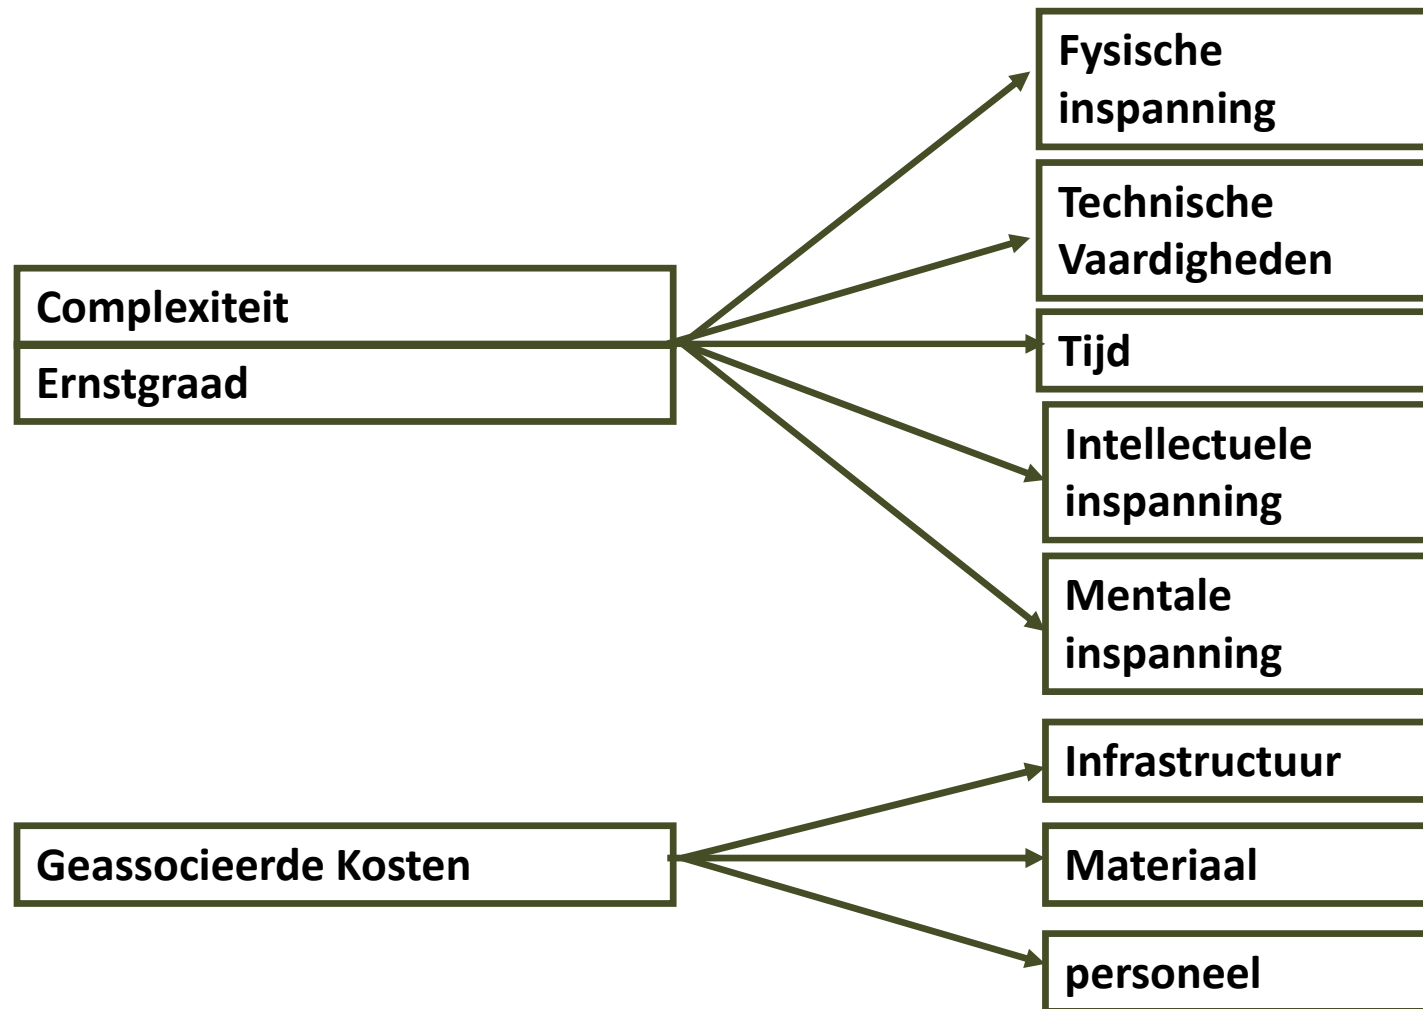 Complexiteit
Ernstgraad
Fysische
inspanning
Technische
Vaardigheden
Tijd
Intellectuele
inspanning
Mentale
inspanning
Geassocieerde Kosten
Infrastructuur
Materiaal
personeel